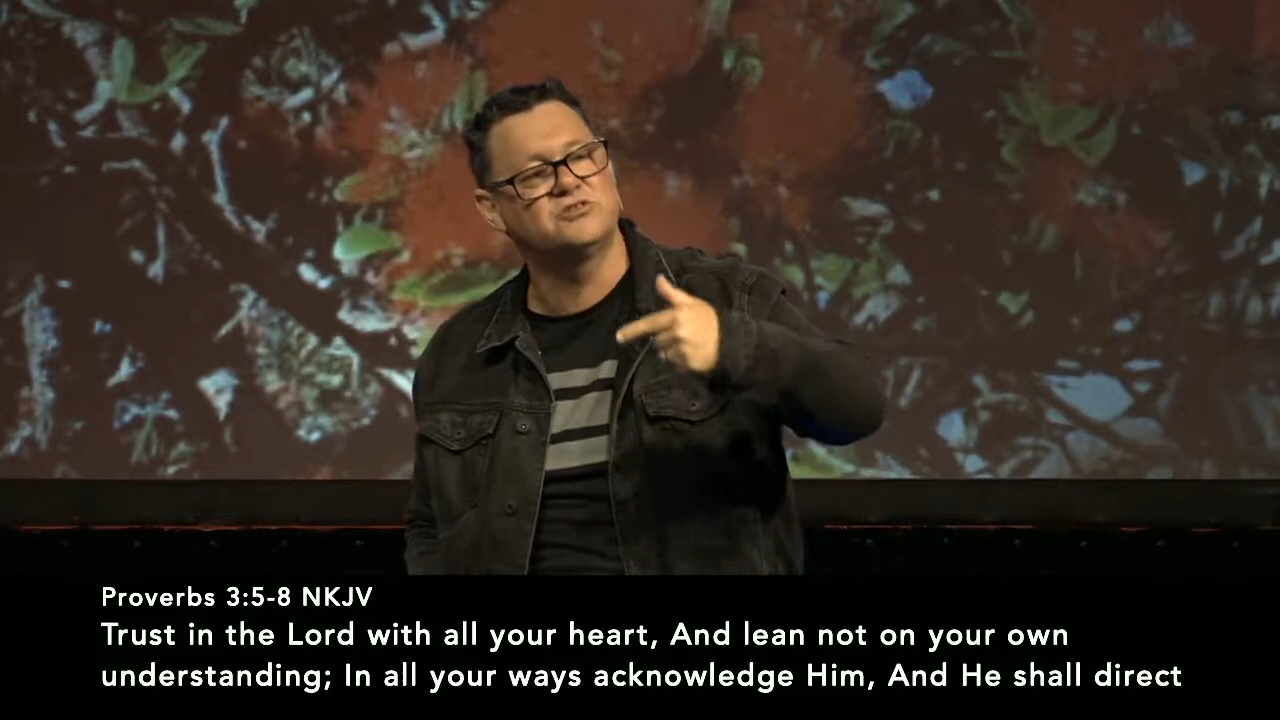 Proverbs 3:5-8 NKJV
Trust in the Lord with all your heart, And lean not on your own
understanding; In all your ways acknowledge Him, And He shall direct